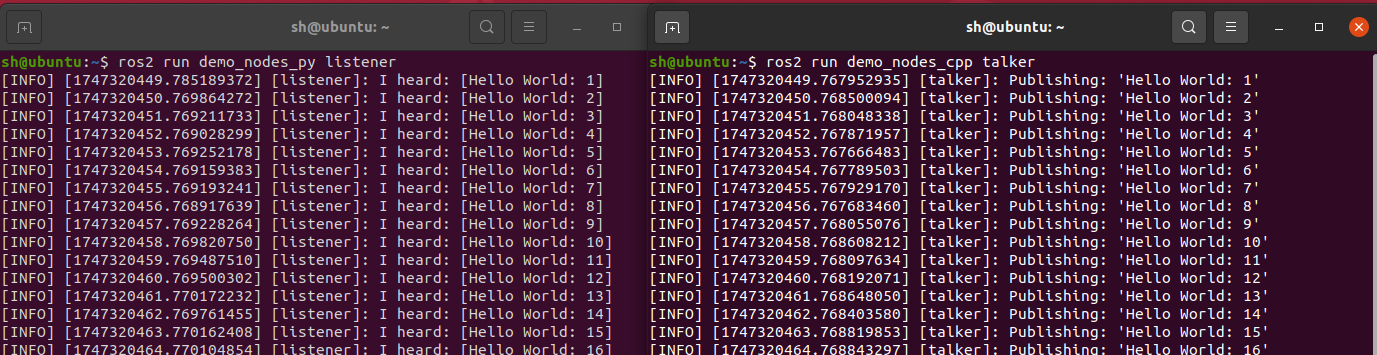 sh@ubuntu: ~
sh@ubuntu:~$ ros2 run demo_nodes_py listener
[INFO] [1747320449.785189372] [listener]: I heard: [Hello World: 1]
[INFO] [1747320450.769864272] [listener]: I heard: [Hello World: 2]
[INFO] [1747320451.769211733] [listener]: I heard: [Hello World: 3]
[INFO] [1747320452.769028299] [listener]: I heard: [Hello World: 4]
[INFO] [1747320453.769252178] [listener]: I heard: [Hello World: 5]
[INFO] [1747320454.769159383] [listener]: I heard: [Hello World: 6]
[INFO] [1747320455.769193241] [listener]: I heard: [Hello World: 7]
[INFO] [1747320456.768917639] [listener]: I heard: [Hello World: 8]
[INFO] [1747320457.769228264] [listener]: I heard: [Hello World: 9]
[INFO] [1747320458.769820750] [listener]: I heard: [Hello World: 10]
[INFO] [1747320459.769487510] [listener]: I heard: [Hello World: 11]
[INFO] [1747320460.769500302] [listener]: I heard: [Hello World: 12]
[INFO] [1747320461.770172232] [listener]: I heard: [Hello World: 13]
[INFO] [1747320462.769761455] [listener]: I heard: [Hello World: 14]
[INFO] [1747320463.770162408] [listener]: I heard: [Hello World: 15]
[INFO] [1747320464.770104854] [listener]: I heard: [Hello World: 16]
sh@ubuntu: ~
sh@ubuntu:~$ ros2 run demo_nodes_cpp talker
[INFO] [1747320449.767952935] [talker]: Publishing: 'Hello World: 1'
[INFO] [1747320450.768500094] [talker]: Publishing: 'Hello World: 2'
[INFO] [1747320451.768048338] [talker]: Publishing: 'Hello World: 3'
[INFO] [1747320452.767871957] [talker]: Publishing: 'Hello World: 4'
[INFO] [1747320453.767666483] [talker]: Publishing: 'Hello World: 5'
[INFO] [1747320454.767789503] [talker]: Publishing: 'Hello World: 6'
[INFO] [1747320455.767929170] [talker]: Publishing: 'Hello World: 7'
[INFO] [1747320456.767683460] [talker]: Publishing: 'Hello World: 8'
[INFO] [1747320457.768055076] [talker]: Publishing: 'Hello World: 9'
[INFO] [1747320458.768608212] [talker]: Publishing: 'Hello World: 10'
[INFO] [1747320459.768097634] [talker]: Publishing: 'Hello World: 11'
[INFO] [1747320460.768192071] [talker]: Publishing: 'Hello World: 12'
[INFO] [1747320461.768648050] [talker]: Publishing: 'Hello World: 13'
[INFO] [1747320462.768403580] [talker]: Publishing: 'Hello World: 14'
[INFO] [1747320463.768819853] [talker]: Publishing: 'Hello World: 15'
[INFO] [1747320464.768843297] [talker]: Publishing: 'Hello World: 16'